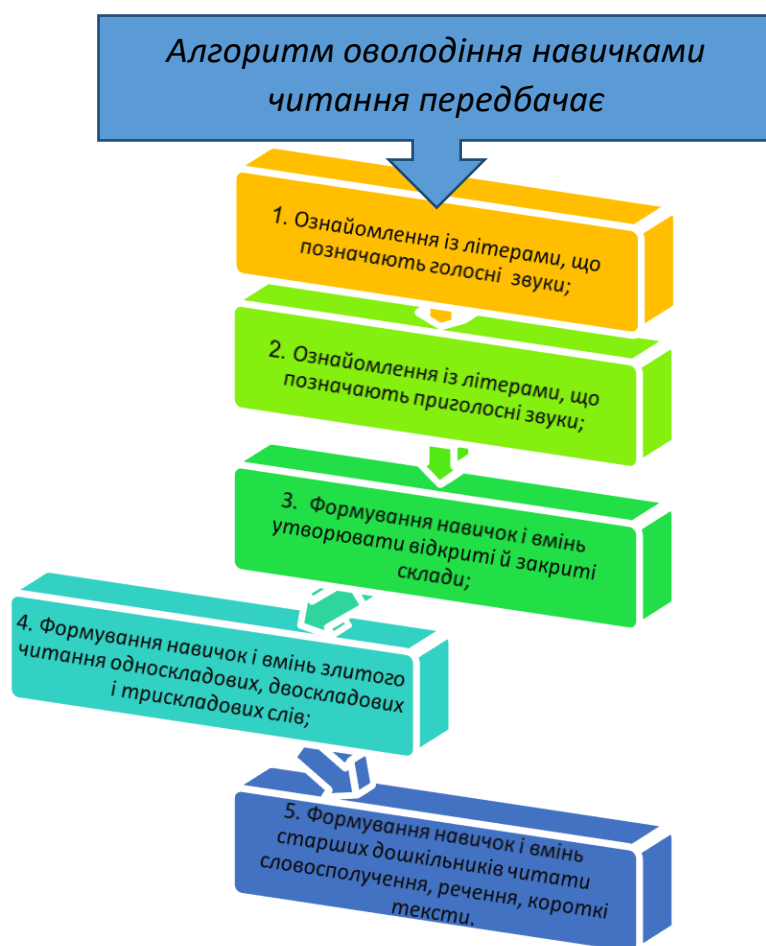 Алгоритм оволодіння навичками
читання передбачає
1. Ознайомлення із літерами, що
позначають голосні звуки;
2. Ознайомлення із літерами, що
позначають приголосні звуки;
3. Формування навичок і вмінь
утворювати відкриті й закриті
склади;
4. Формування навичок і вмінь злитого
читання односкладових, двоскладових
і трискладових слів;
5. Формування навичок і вмінь
старших дошкільників читати
словосполучення, речення, короткі
тексти.